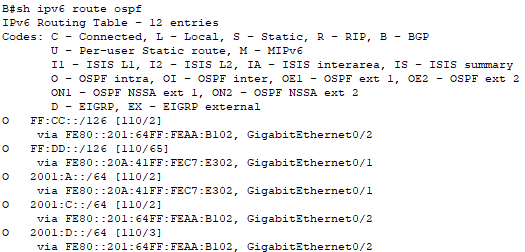 B#sh ipv6 route ospf
IPv6 Routing Table - 12 entries
Codes: C - Connected, L - Local, S - Static, R - RIP, B - BGP
U - Per-user Static route, M - MIPv6
I1 - ISIS L1, I2 - ISIS L2, IA - ISIS interarea, IS - ISIS summary
O - OSPF intra, OI - OSPF inter, OE1 - OSPF ext 1, OE2 - OSPF ext 2
ON1 - OSPF NSSA ext 1, ON2 - OSPF NSSA ext 2
D - EIGRP, EX - EIGRP external
O FF:CC::/126 [110/2]
via FE80::201:64FF:FEAA:B102, GigabitEthernet0/2
O FF:DD::/126 [110/65]
via FE80::20A:41FF:FEC7:E302, GigabitEthernet0/1
O 2001:A::/64 [110/2]
via FE80::20A:41FF:FEC7:E302, GigabitEthernet0/1
O 2001:C::/64 [110/2]
via FE80::201:64FF:FEAA:B102, GigabitEthernet0/2
O 2001:D::/64 [110/3]
via FE80::201:64FF:FEAA:B102, GigabitEthernet0/2